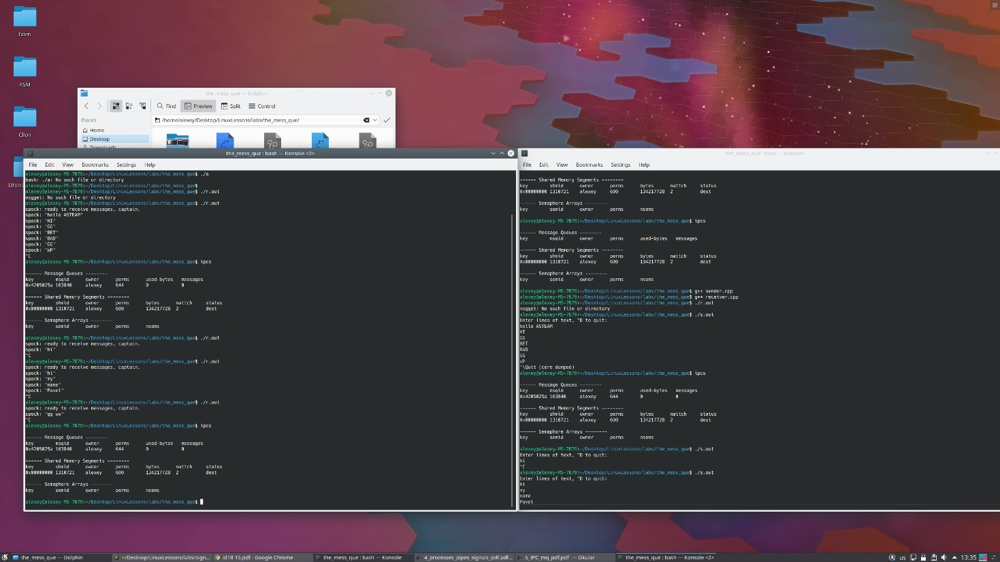 fasm
ASM
Clion
Linux
the_mess_que — Dolphin
Find
Preview
Split
Control
Places
/home/alexey/Desktop/LinuxLessons/labs/the_mess_que/
Home
Desktop
Downloads
the_mess_que : bash — Konsole <2>
File Edit View Bookmarks Settings Help
alexey@alexey-MS-7B79:~/Desktop/LinuxLessons/labs/the_mess_que$ ./a
bash: ./a: No such file or directory
alexey@alexey-MS-7B79:~/Desktop/LinuxLessons/labs/the_mess_que$
alexey@alexey-MS-7B79:~/Desktop/LinuxLessons/labs/the_mess_que$ ./r.out
msgget: No such file or directory
alexey@alexey-MS-7B79:~/Desktop/LinuxLessons/labs/the_mess_que$ ./r.out
spock: ready to receive messages, captain.
spock: "hello ASTEAM"
spock: "HI"
spock: "GG"
spock: "BET"
spock: "BAD"
spock: "GG"
spock: "WP"
^C
alexey@alexey-MS-7B79:~/Desktop/LinuxLessons/labs/the_mess_que$ ipcs
------ Message Queues --------
key msqid owner perms used-bytes messages
0x4205025a 163840 alexey 644 0 0
------ Shared Memory Segments --------
key shmid owner perms bytes nattch status
0x00000000 1310721 alexey 600 134217728 2 dest
------ Semaphore Arrays --------
key semid owner perms nsems
alexey@alexey-MS-7B79:~/Desktop/LinuxLessons/labs/the_mess_que$ ./r.out
spock: ready to receive messages, captain.
spock: "hi"
^C
alexey@alexey-MS-7B79:~/Desktop/LinuxLessons/labs/the_mess_que$ ./r.out
spock: ready to receive messages, captain.
spock: "hi"
spock: "my"
spock: "name"
spock: "Pavel"
^C
alexey@alexey-MS-7B79:~/Desktop/LinuxLessons/labs/the_mess_que$ ./r.out
spock: ready to receive messages, captain.
spock: "gg ww"
^C
alexey@alexey-MS-7B79:~/Desktop/LinuxLessons/labs/the_mess_que$ ipcs
------ Message Queues --------
key msqid owner perms used-bytes messages
0x4205025a 163840 alexey 644 0 0
------ Shared Memory Segments --------
key shmid owner perms bytes nattch status
0x00000000 1310721 alexey 600 134217728 2 dest
------ Semaphore Arrays --------
key semid owner perms nsems
alexey@alexey-MS-7B79:~/Desktop/LinuxLessons/labs/the_mess_que$
the_mess_que : bash — Konsole
File Edit View Bookmarks Settings Help
------ Shared Memory Segments --------
key shmid owner perms bytes nattch status
0x00000000 1310721 alexey 600 134217728 2 dest
------ Semaphore Arrays --------
key semid owner perms nsems
alexey@alexey-MS-7B79:~/Desktop/LinuxLessons/labs/the_mess_que$ ipcs
------ Message Queues --------
key msqid owner perms used-bytes messages
------ Shared Memory Segments --------
key shmid owner perms bytes nattch status
0x00000000 1310721 alexey 600 134217728 2 dest
------ Semaphore Arrays --------
key semid owner perms nsems
alexey@alexey-MS-7B79:~/Desktop/LinuxLessons/labs/the_mess_que$ g++ sender.cpp
alexey@alexey-MS-7B79:~/Desktop/LinuxLessons/labs/the_mess_que$ g++ receiver.cpp
alexey@alexey-MS-7B79:~/Desktop/LinuxLessons/labs/the_mess_que$ ./r.out
msgget: No such file or directory
alexey@alexey-MS-7B79:~/Desktop/LinuxLessons/labs/the_mess_que$ ./s.out
Enter lines of text, ^D to quit:
hello ASTEAM
HI
GG
BET
BAD
GG
WP
^\Quit (core dumped)
alexey@alexey-MS-7B79:~/Desktop/LinuxLessons/labs/the_mess_que$ ipcs
------ Message Queues --------
key msqid owner perms used-bytes messages
0x4205025a 163840 alexey 644 0 0
------ Shared Memory Segments --------
key shmid owner perms bytes nattch status
0x00000000 1310721 alexey 600 134217728 2 dest
------ Semaphore Arrays --------
key semid owner perms nsems
alexey@alexey-MS-7B79:~/Desktop/LinuxLessons/labs/the_mess_que$ ./s.out
Enter lines of text, ^D to quit:
hi
^C
alexey@alexey-MS-7B79:~/Desktop/LinuxLessons/labs/the_mess_que$ ./s.out
Enter lines of text, ^D to quit:
hi
my
name
Pavel
the_mess_que — Dolphin
~/Desktop/LinuxLessons/labs/sign...
id18-15.pdf - Google Chrome
the_mess_que : bash — Konsole
4_processes_pipes_signals_pdf.pdf...
5_IPC_mq_pdf.pdf — Okular
the_mess_que : bash — Konsole <2>
us
13:35